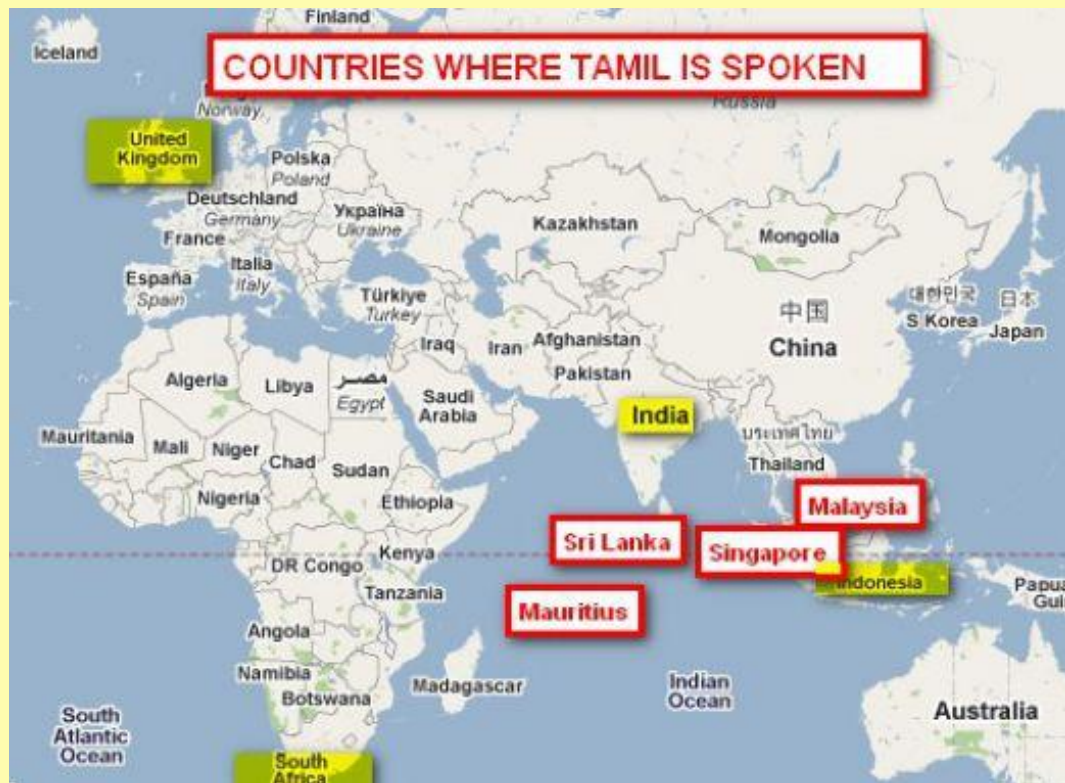 Iceland
Finland
COUNTRIES WHERE TAMIL IS SPOKEN
Norway
Russia
United
Kingdom
Polska
Poland
Deutschland
Germany
Україна
Ukraine
France
Kazakhstan
Mongolia
Italia
Italy
España
Spain
Türkiye
Turkey
中国
China
대한민국
S Korea
日本
Japan
Iraq
Iran
Afghanistan
Pakistan
Algeria
Libya
مصر
Egypt
Saudi
Arabia
India
Mauritania
Mali
Niger
Chad
Sudan
ประเทศไทย
Thailand
Nigeria
Ethiopia
Malaysia
Sri Lanka
Singapore
DR Congo
Kenya
Indonesia
Tanzania
Papua
Gui
Mauritius
Angola
Namibia
Botswana
Madagascar
Indian
Ocean
South
Atlantic
Ocean
Australia
South
Africa